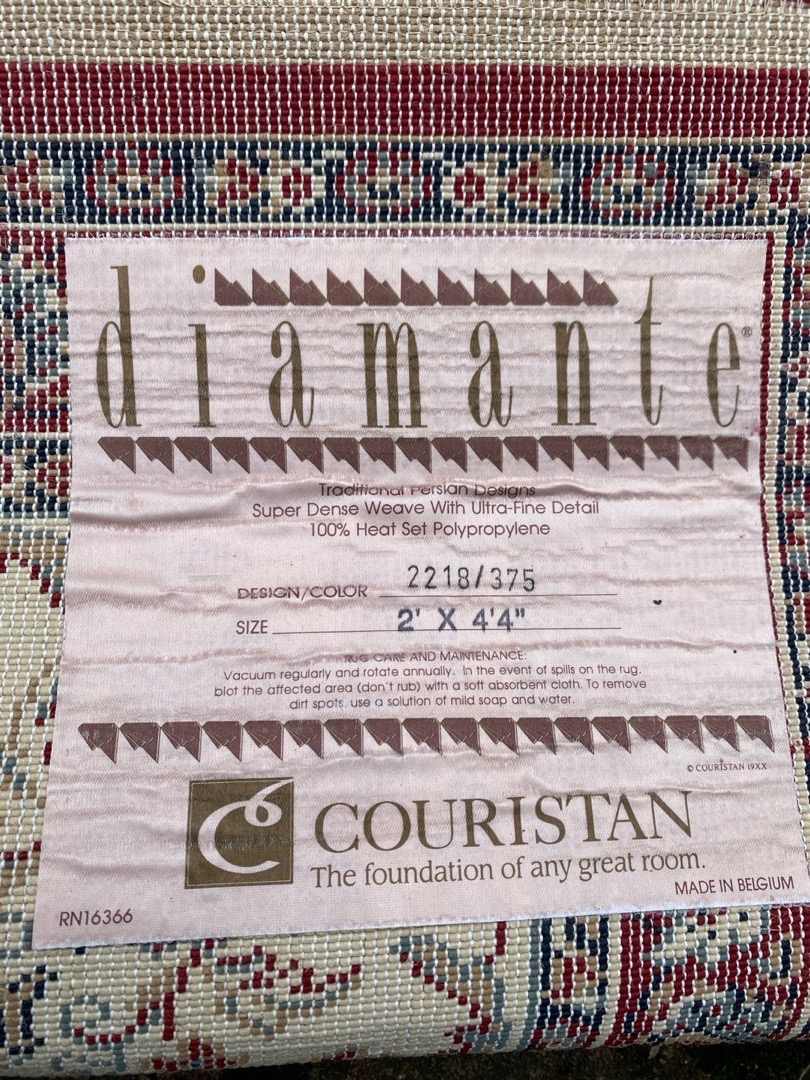 diamante®
Traditional Persian Designs
Super Dense Weave With Ultra-Fine Detail
100% Heat Set Polypropylene
DESIGN/COLOR 2218/375
SIZE 2' X 4'4"
RUG CARE AND MAINTENANCE:
Vacuum regularly and rotate annually. In the event of spills on the rug,
blot the affected area (don't rub) with a soft absorbent cloth. To remove
dirt spots, use a solution of mild soap and water.
© COURISTAN 19XX
COURISTAN
The foundation of any great room.
MADE IN BELGIUM
RN16366